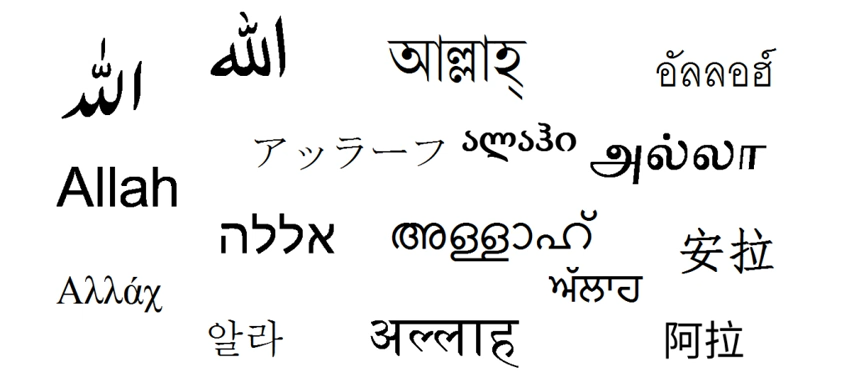 الله
الله
আল্লাহ্
อัลลอฮ์
アッラーフ
ალაჰი
அல்லா
Allah
אללה
അള്ളാഹ്
安拉
Αλλάχ
ਅੱਲਾਹ
알라
अल्लाह
阿拉